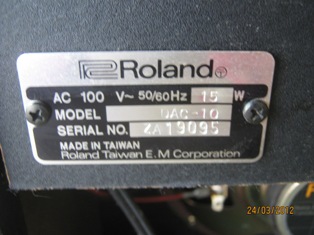 Roland
AC 100 V~ 50/60Hz 15 W
MODEL DAC-10
SERIAL NO. ZA19095
MADE IN TAIWAN
Roland Taiwan E.M Corporation
24/03/2012